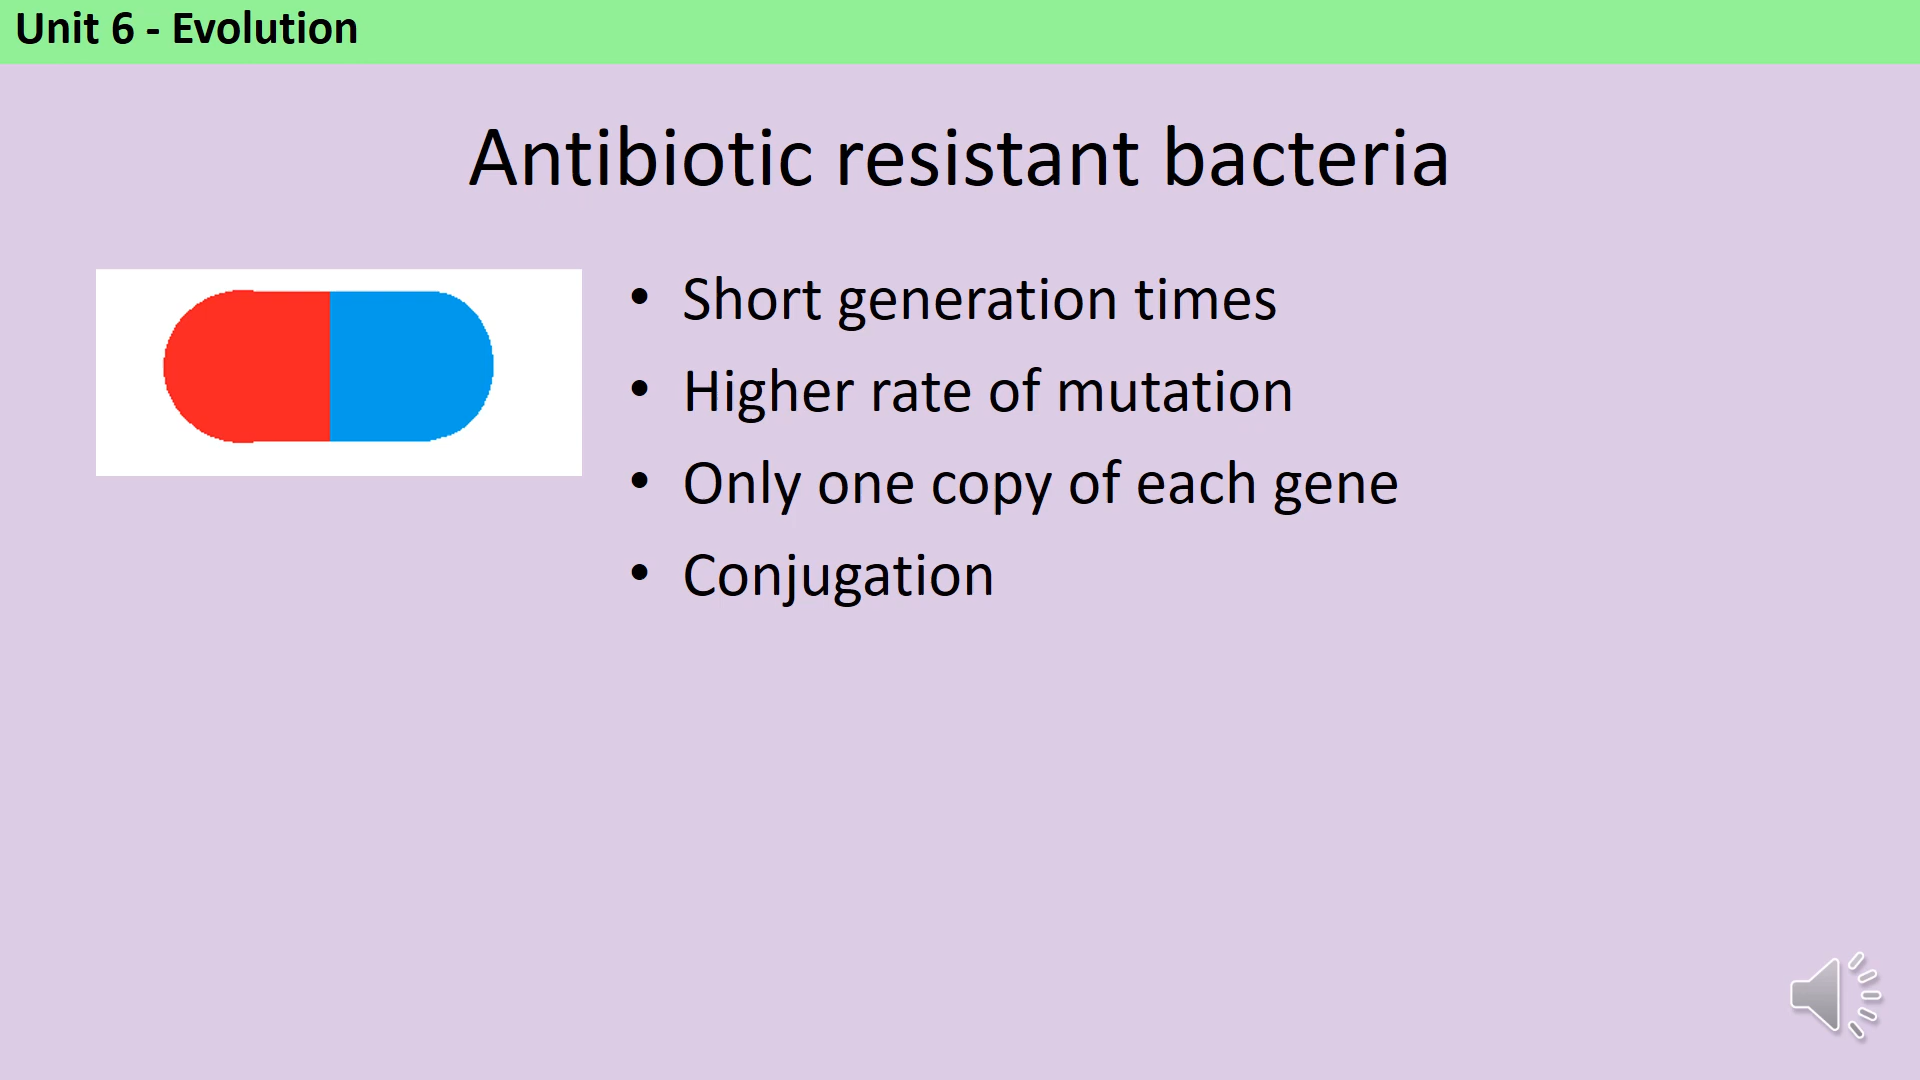 Unit 6 - Evolution
Antibiotic resistant bacteria
• Short generation times
• Higher rate of mutation
• Only one copy of each gene
• Conjugation